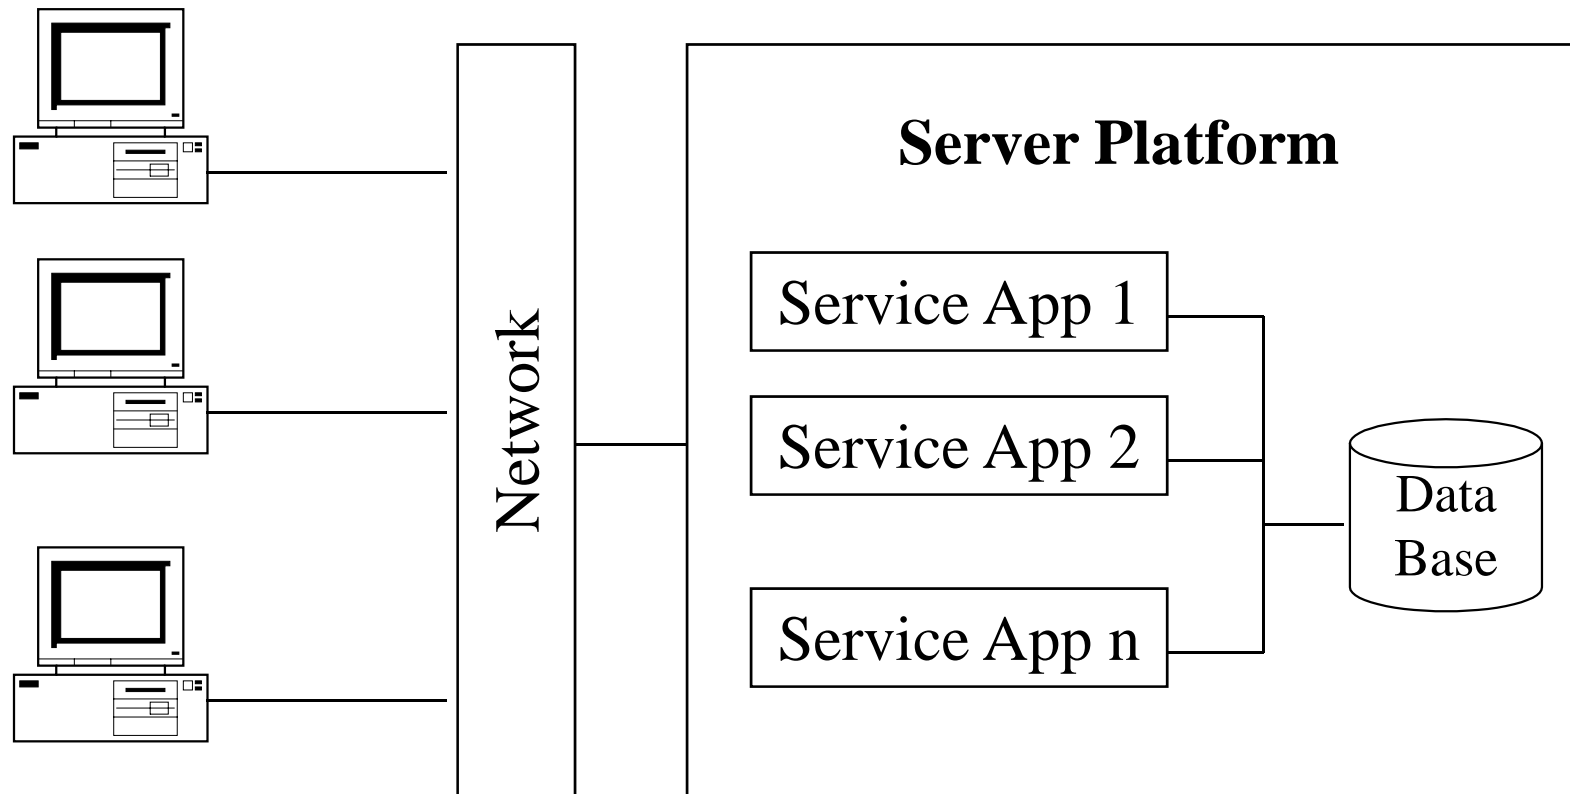 Network
Server Platform
Service App 1
Service App 2
Service App n
Data
Base